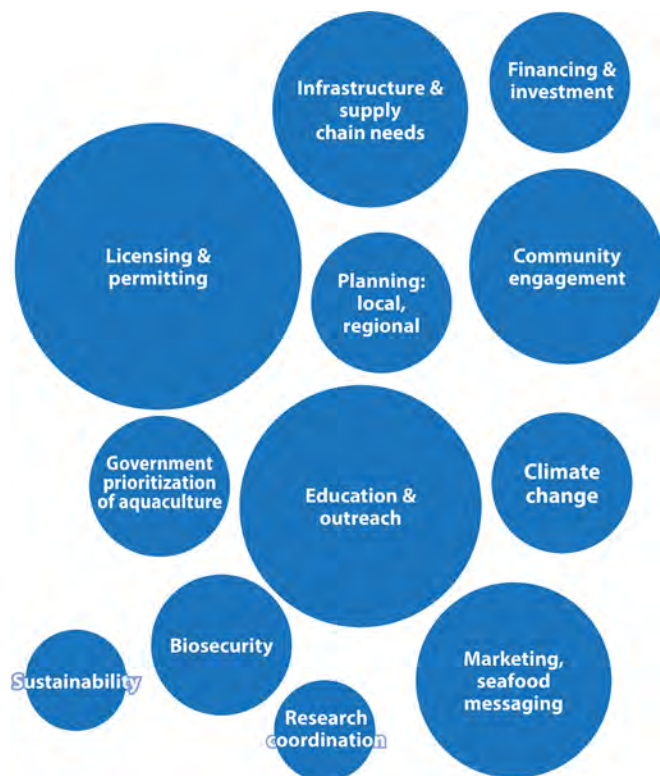 Infrastructure &
supply
chain needs
Financing &
investment
Licensing &
permitting
Planning:
local,
regional
Community
engagement
Government
prioritization
of aquaculture
Education &
outreach
Climate
change
Sustainability
Biosecurity
Research
coordination
Marketing,
seafood
messaging